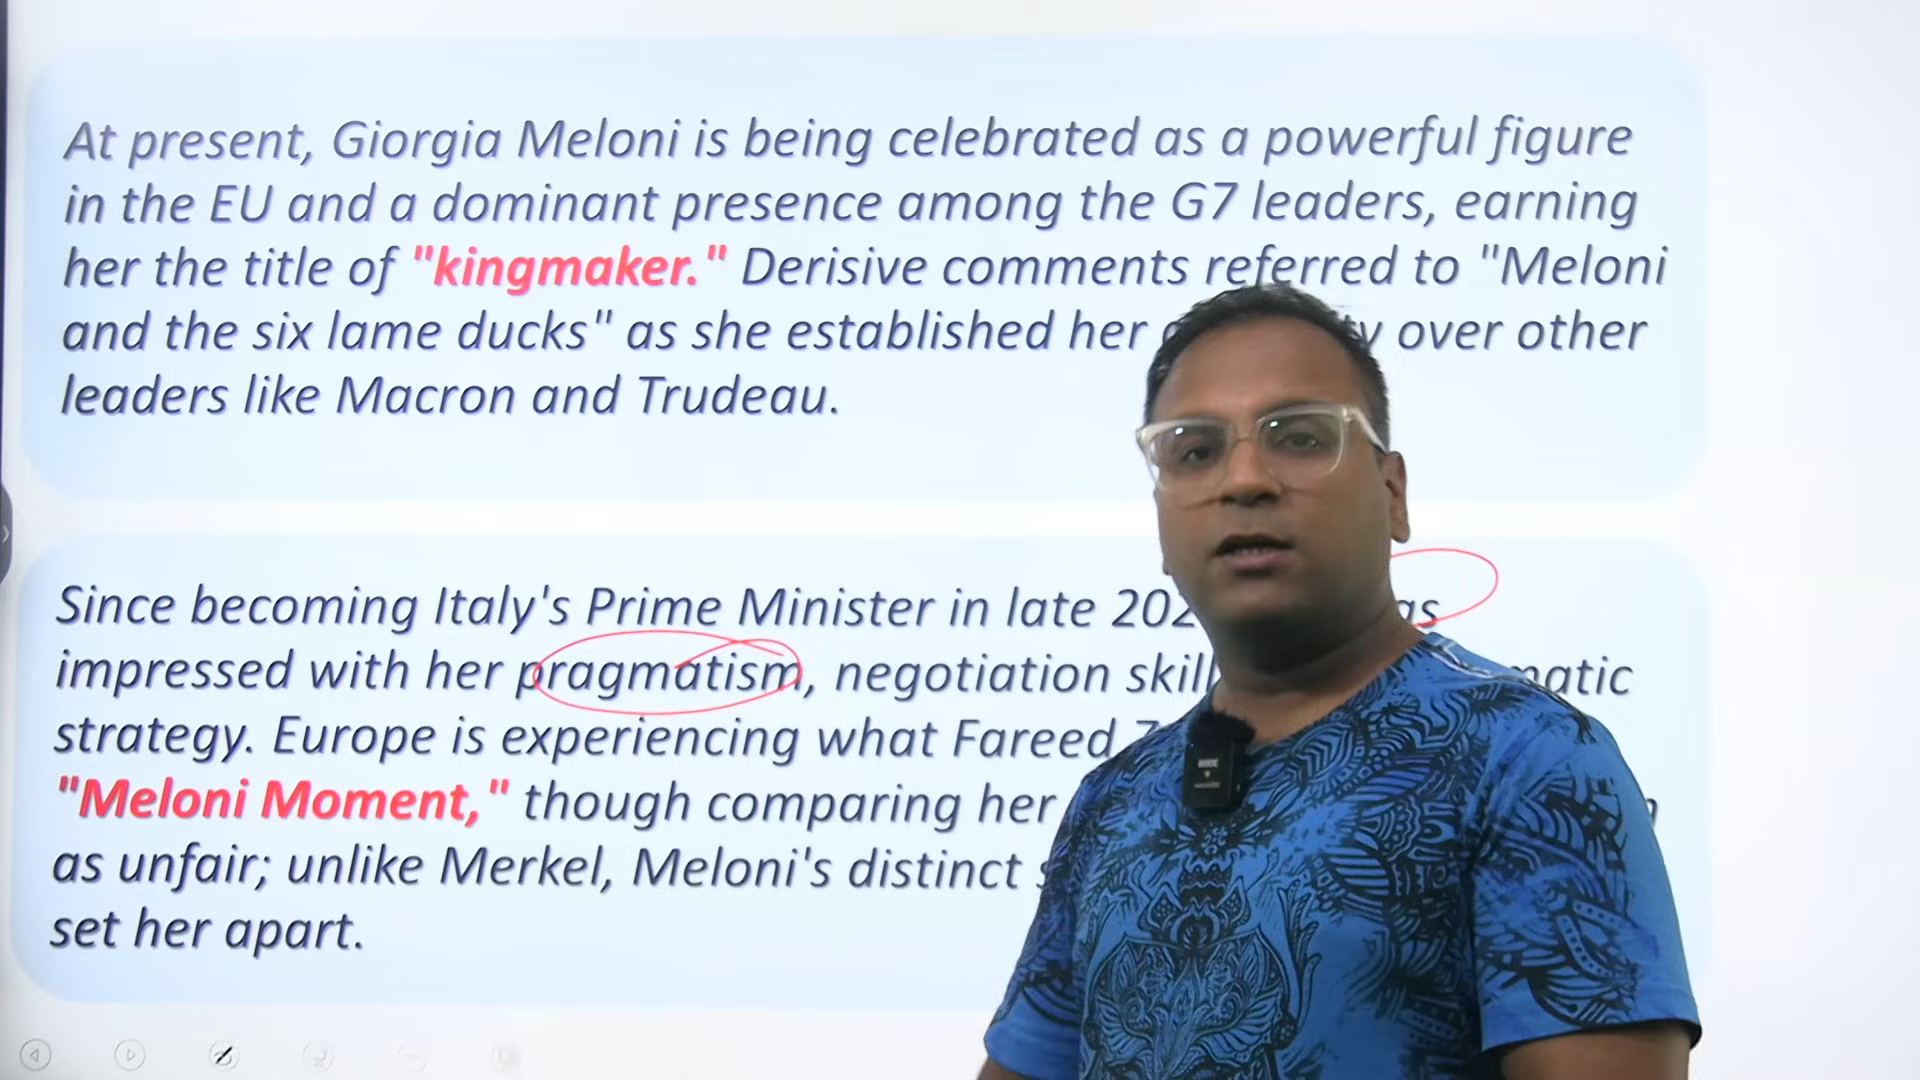 At present, Giorgia Meloni is being celebrated as a powerful figure
in the EU and a dominant presence among the G7 leaders, earning
her the title of "kingmaker." Derisive comments referred to "Meloni
and the six lame ducks" as she established her over other
leaders like Macron and Trudeau.
Since becoming Italy's Prime Minister in late
impressed with her pragmatism, negotiation
strategy. Europe is experiencing what Fareed
"Meloni Moment," though comparing her
as unfair; unlike Merkel, Meloni's distinct
set her apart.